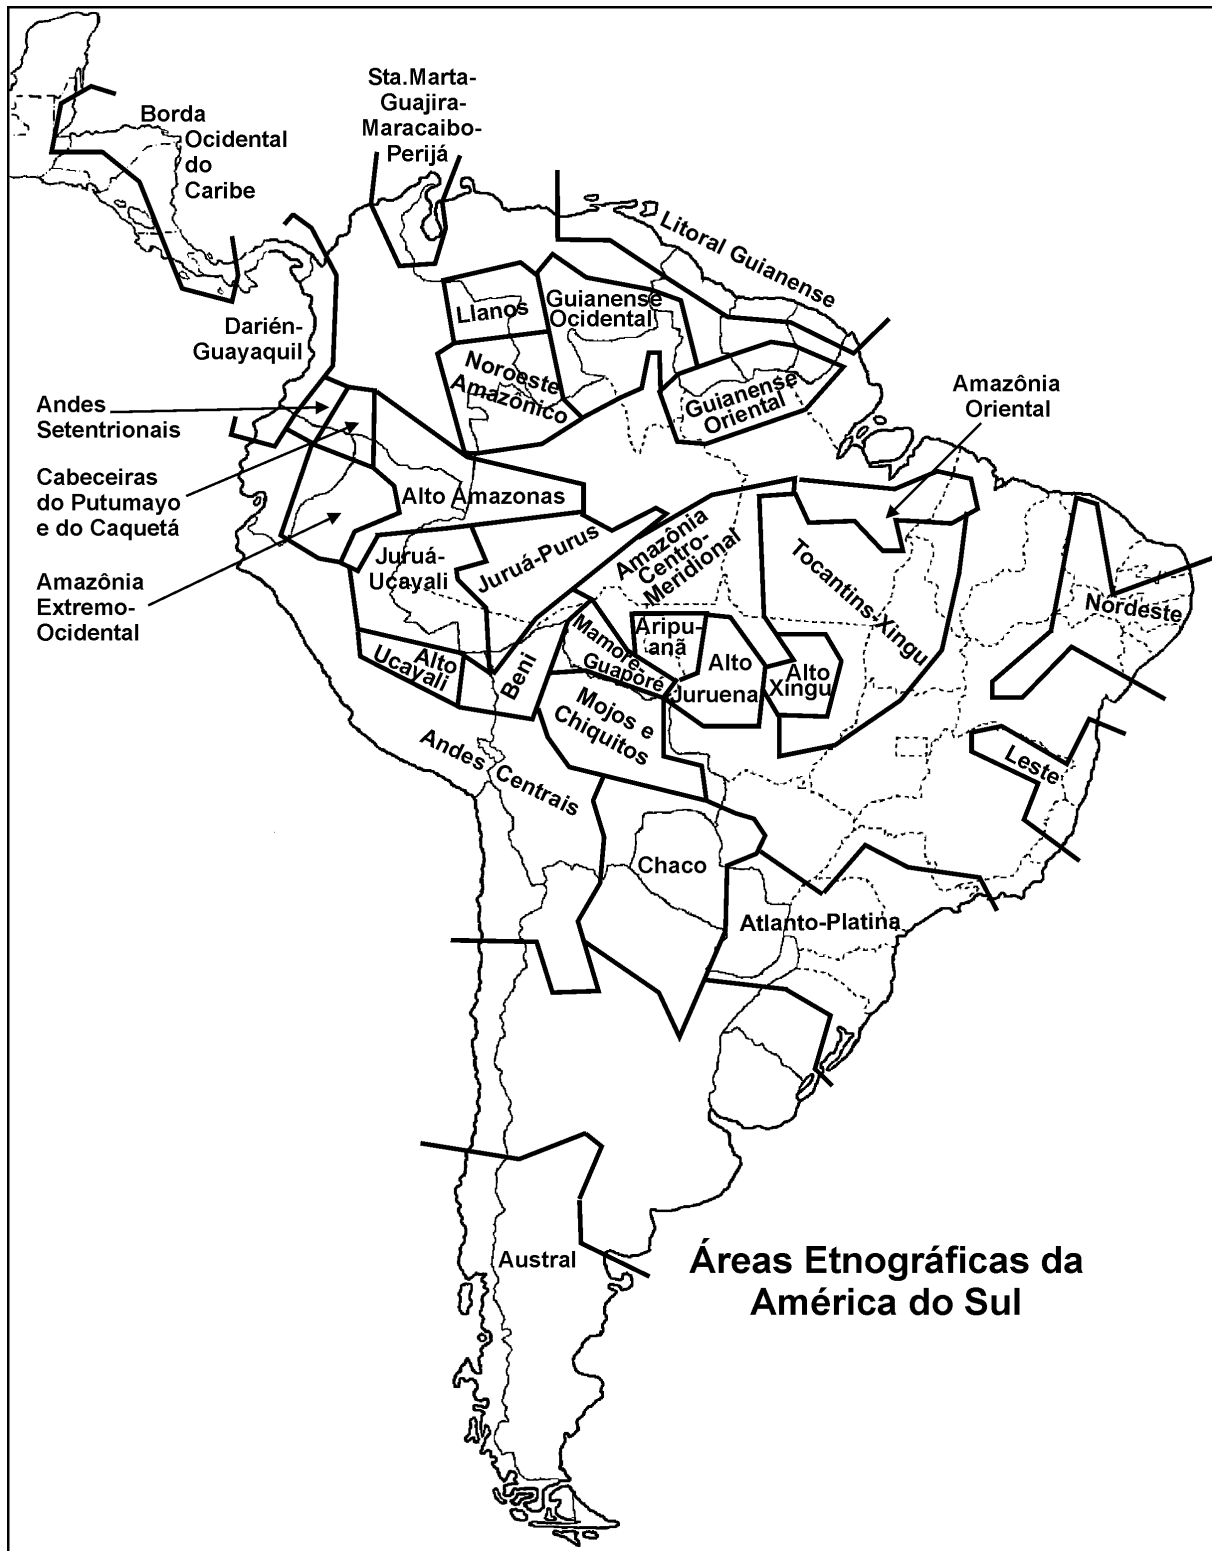 Sta.Marta-
Guajira-
Maracaibo-
Perijá
Borda
Ocidental
do
Caribe
Litoral Guianense
Llanos
Guianense
Ocidental
Darién-
Guayaquil
Noroeste
Amazônico
Guianense
Oriental
Amazônia
Oriental
Andes
Setentrionais
Cabeceiras
do Putumayo
e do Caquetá
Alto Amazonas
Amazônia
Centro-
Meridional
Tocantins-Xingu
Juruá-
Ucayali
Juruá-Purus
Amazônia
Extremo-
Ocidental
Nordeste
Aripu-
anã
Mamoré-
Guaporé
Alto
Ucayali
Beni
Alto
Juruena
Alto
Xingu
Mojos e
Chiquitos
Andes Centrais
Leste
Chaco
Atlanto-Platina
Austral
Áreas Etnográficas da
América do Sul